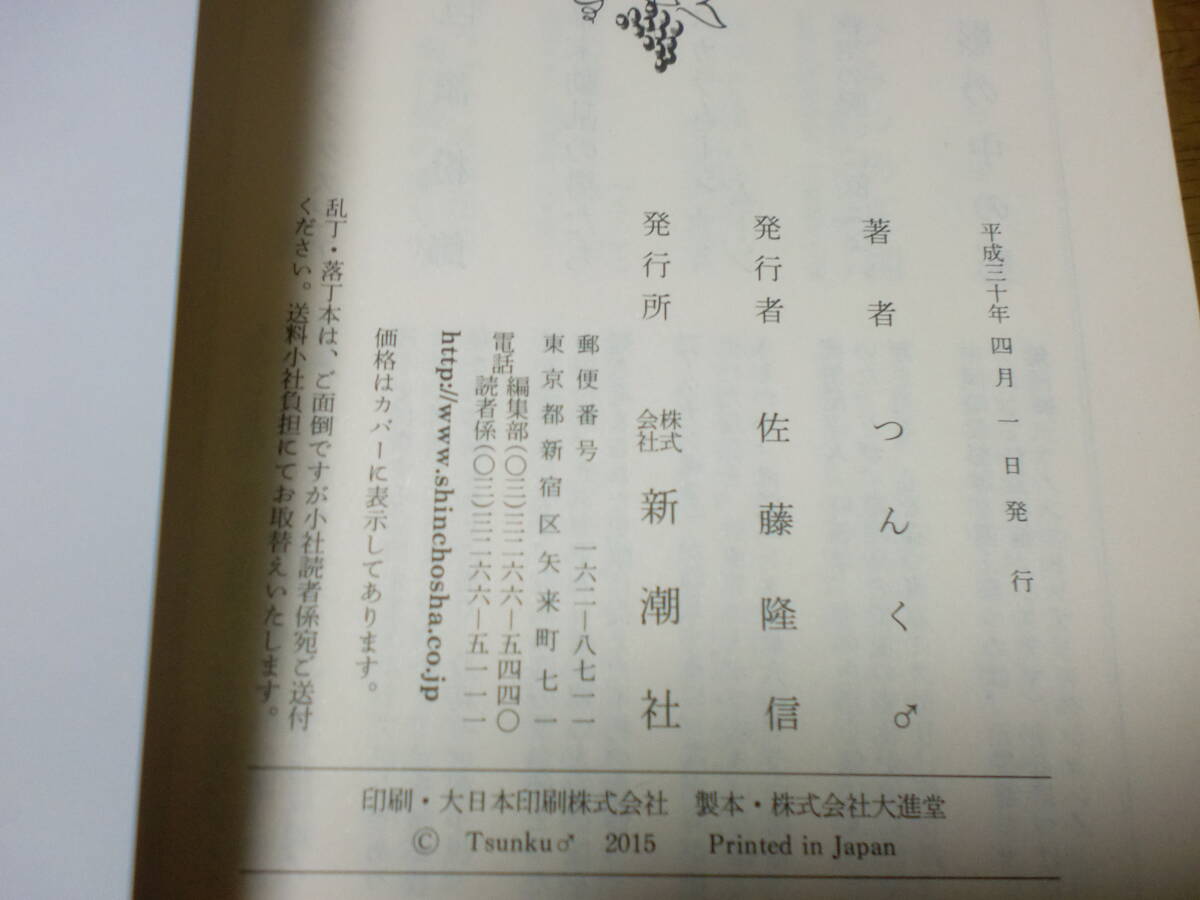 平成三十年四月一日発行
著者 つんく♂
発行者 佐藤隆信
発行所 株式会社 新潮社
郵便番号 一六二―八七一一
東京都新宿区矢来町七一
電話 編集部(〇三)三二六六―五四四〇
読者係(〇三)三二六六―五一一一
http://www.shinchosha.co.jp
価格はカバーに表示してあります。
乱丁・落丁本は、ご面倒ですが小社読者係宛ご送付
ください。送料小社負担にてお取替えいたします。
印刷・大日本印刷株式会社 製本・株式会社大進堂
© Tsunku♂ 2015 Printed in Japan